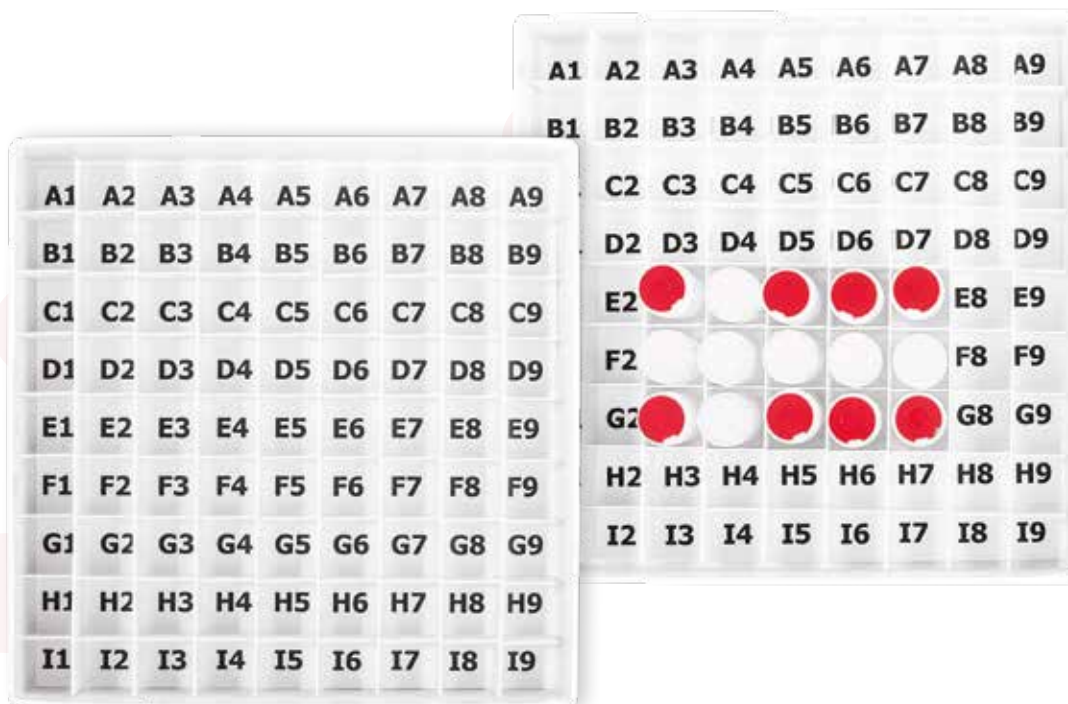 A1 A2 A3 A4 A5 A6 A7 A8 A9
B1 B2 B3 B4 B5 B6 B7 B8 B9
C1 C2 C3 C4 C5 C6 C7 C8 C9
D1 D2 D3 D4 D5 D6 D7 D8 D9
E1 E2 E3 E4 E5 E6 E7 E8 E9
F1 F2 F3 F4 F5 F6 F7 F8 F9
G1 G2 G3 G4 G5 G6 G7 G8 G9
H1 H2 H3 H4 H5 H6 H7 H8 H9
I1 I2 I3 I4 I5 I6 I7 I8 I9
A1 A2 A3 A4 A5 A6 A7 A8 A9
B1 B2 B3 B4 B5 B6 B7 B8 B9
C2 C3 C4 C5 C6 C7 C8 C9
D2 D3 D4 D5 D6 D7 D8 D9
E2 E8 E9
F2 F8 F9
G2 G8 G9
H2 H3 H4 H5 H6 H7 H8 H9
I2 I3 I4 I5 I6 I7 I8 I9